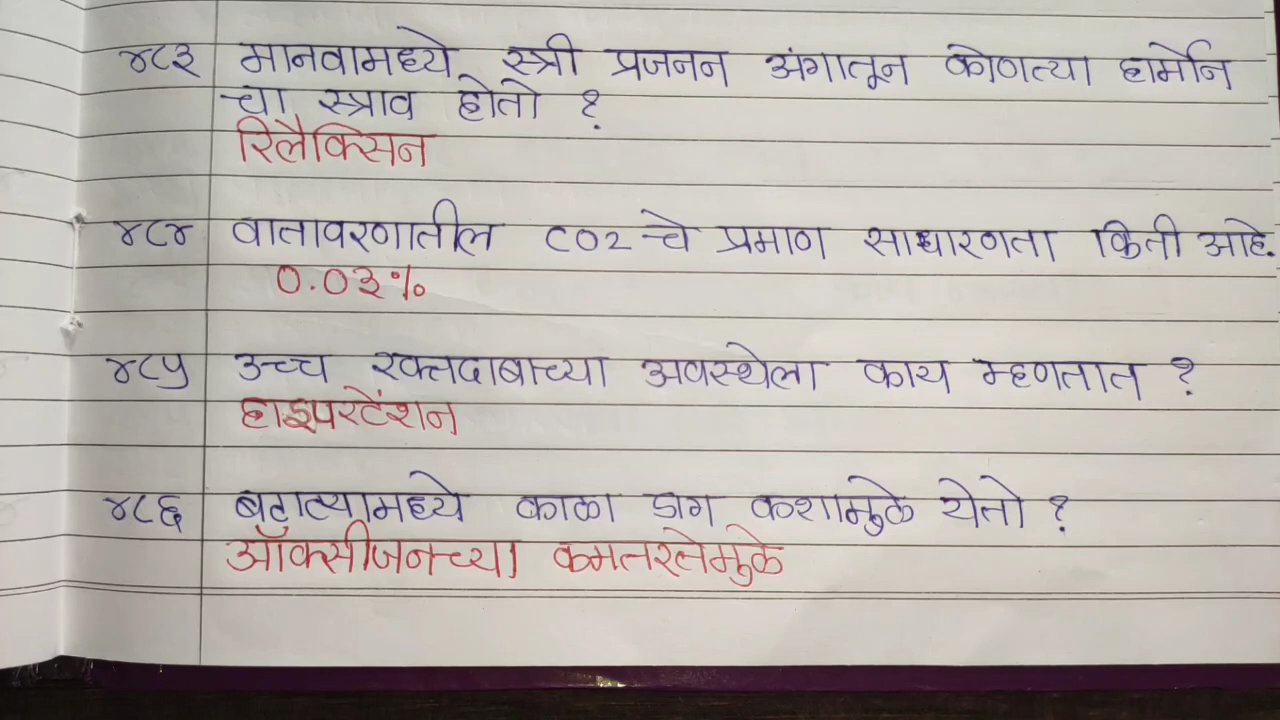 ४८३ मानवामध्ये स्त्री प्रजनन अंगातून कोणत्या हार्मोन
चा स्त्राव होतो ?
रिलैक्सिन
४८४ वातावरणातील CO2 चे प्रमाण साधारणता किती आहे.
0.03%
४८५ उच्च रक्तदाबाच्या अवस्थेला काय म्हणतात ?
हाइपरटेंशन
४८६ बटाट्यामध्ये काळा डाग कशामुळे येतो ?
ऑक्सीजनच्या कमतरतेमुळे